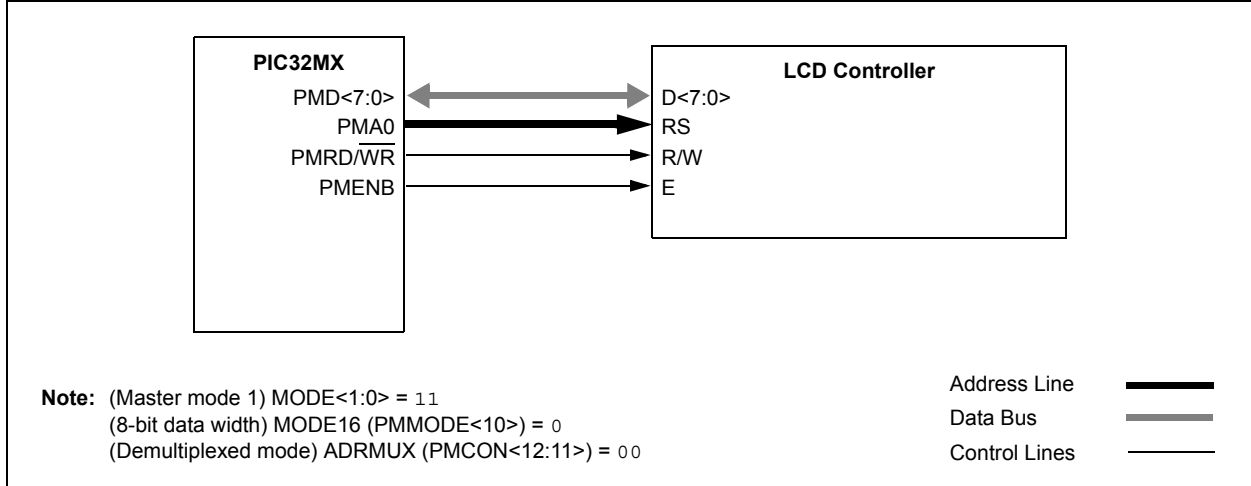 PIC32MX
LCD Controller
PMD<7:0>
D<7:0>
PMA0
RS
PMRD/WR
R/W
PMENB
E
Note: (Master mode 1) MODE<1:0> = 11
(8-bit data width) MODE16 (PMMODE<10>) = 0
(Demultiplexed mode) ADRMUX (PMCON<12:11>) = 00
Address Line
Data Bus
Control Lines